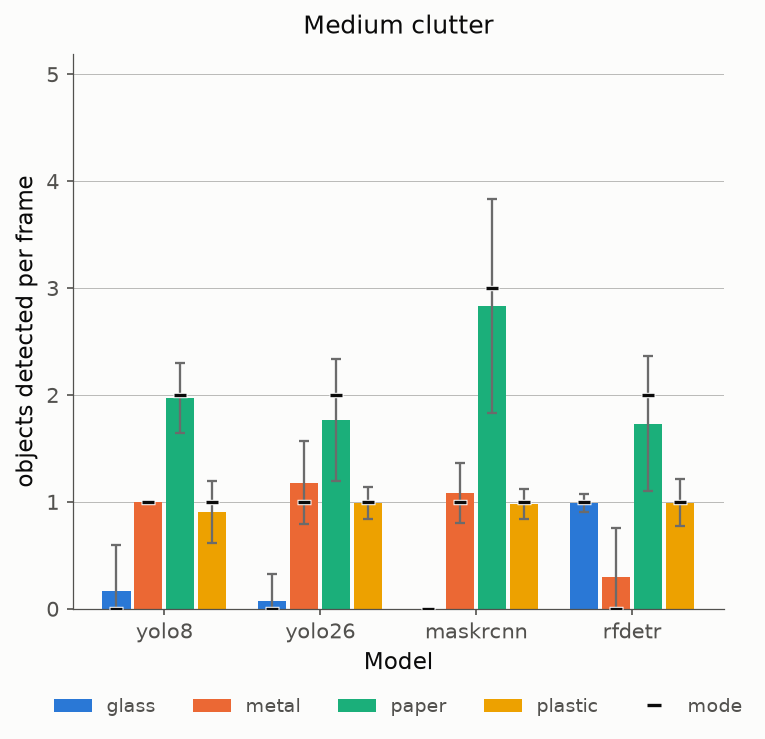 Medium clutter
objects detected per frame
5
4
3
2
1
0
yolo8 yolo26 maskrcnn rfdetr
Model
glass metal paper plastic mode